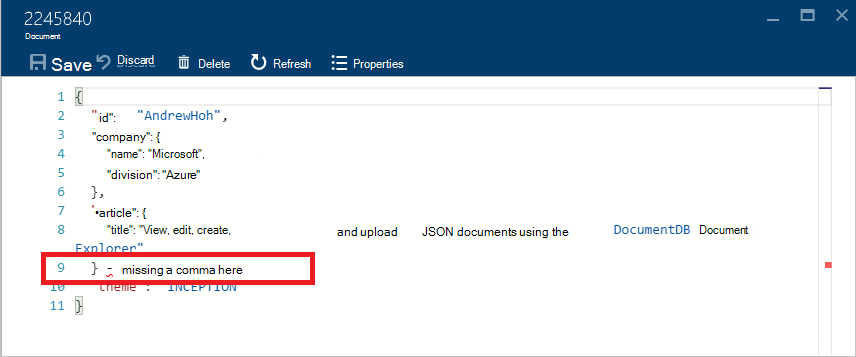 2245840
Document
Save Discard Delete Refresh Properties
1 {
2 "id": "AndrewHoh",
3 "company": {
4 "name": "Microsoft",
5 "division": "Azure"
6 },
7 "•article": {
8 "title": "View, edit, create, and upload JSON documents using the DocumentDB Document
Explorer"
9 } - missing a comma here
10 "theme": "INCEPTION"
11 }